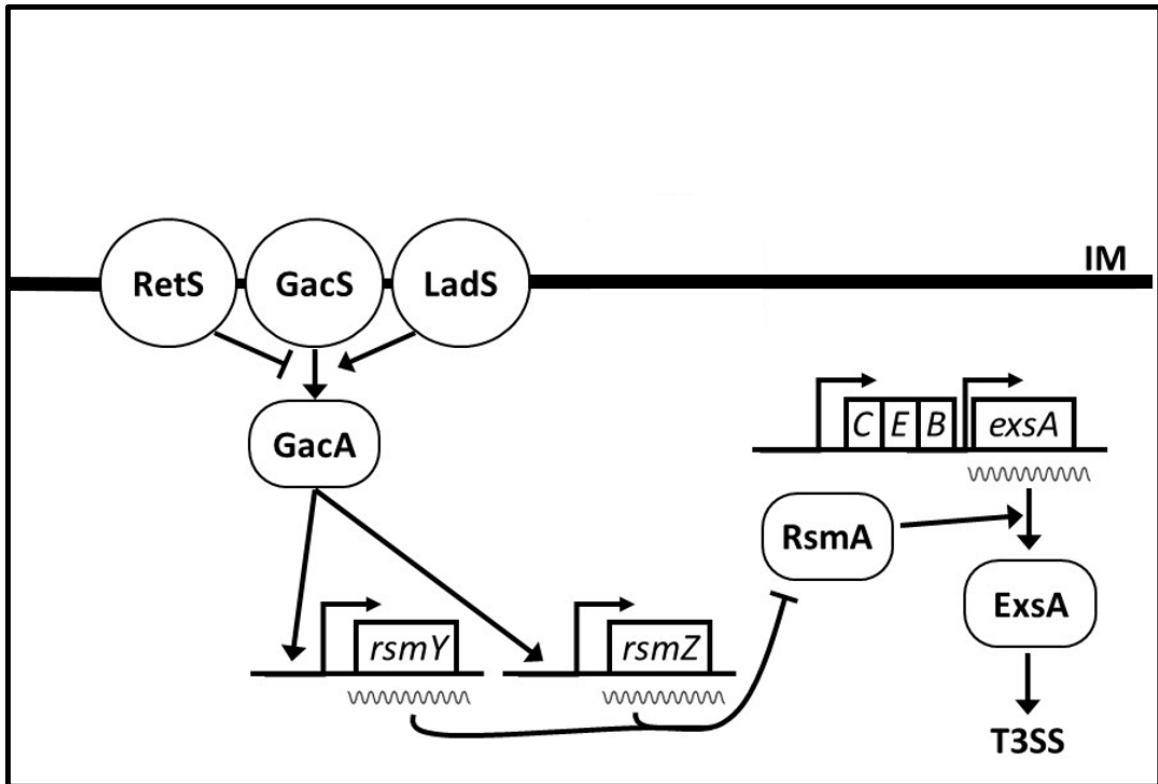 IM
RetS GacS LadS
GacA
C E B exsA
RsmA
ExsA
rsmY rsmZ
T3SS